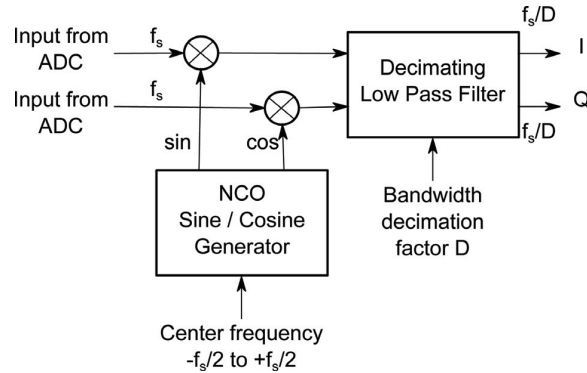 f_s/D
Input from
ADC
f_s
I
Decimating
Low Pass Filter
Input from
ADC
f_s
Q
f_s/D
sin
cos
NCO
Sine / Cosine
Generator
Bandwidth
decimation
factor D
Center frequency
-f_s/2 to +f_s/2